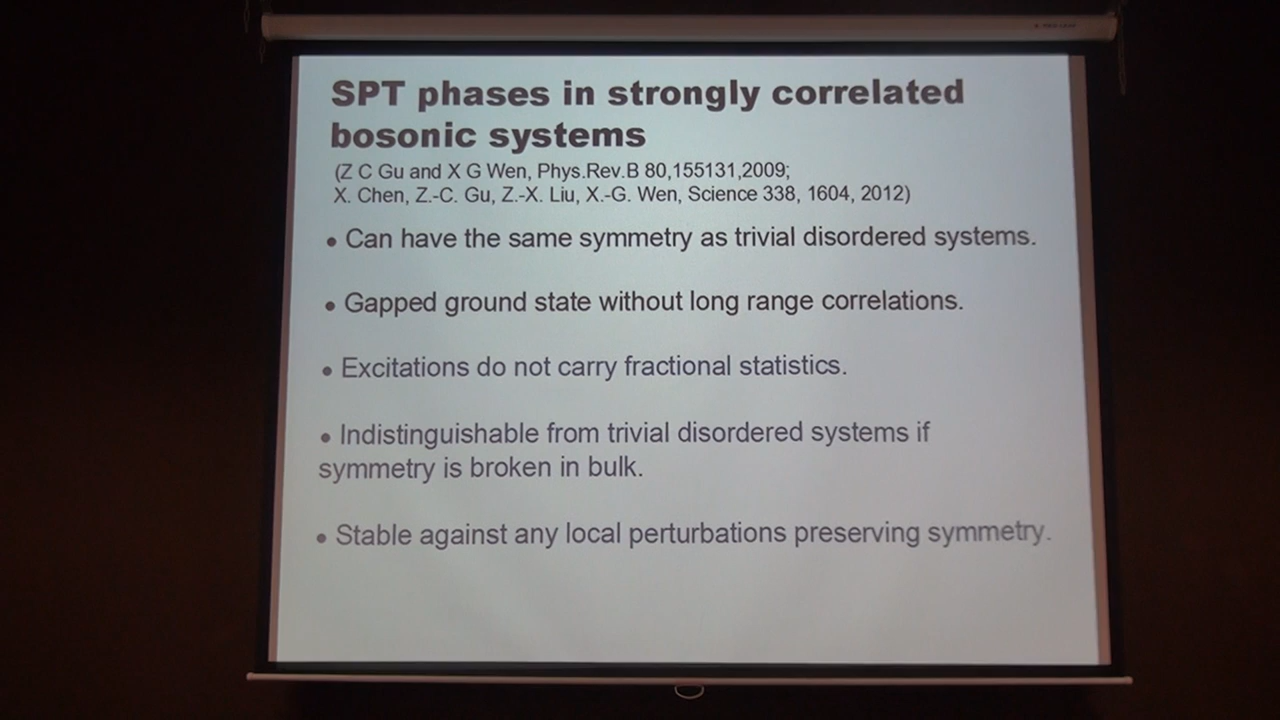 SPT phases in strongly correlated
bosonic systems
(Z C Gu and X G Wen, Phys.Rev.B 80,155131,2009;
X. Chen, Z.-C. Gu, Z.-X. Liu, X.-G. Wen, Science 338, 1604, 2012)
• Can have the same symmetry as trivial disordered systems.
• Gapped ground state without long range correlations.
• Excitations do not carry fractional statistics.
• Indistinguishable from trivial disordered systems if
symmetry is broken in bulk.
• Stable against any local perturbations preserving symmetry.